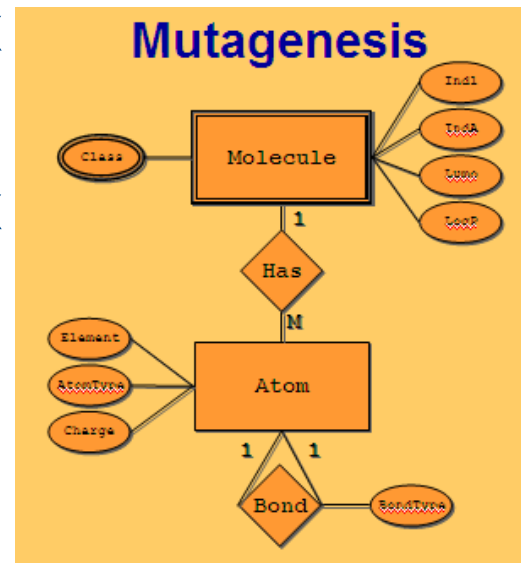 Mutagenesis
Ind1
Class
Molecule
IndA
Lumo
LogP
1
Has
M
Element
AtomType
Atom
Charge
1 1
Bond
BondType